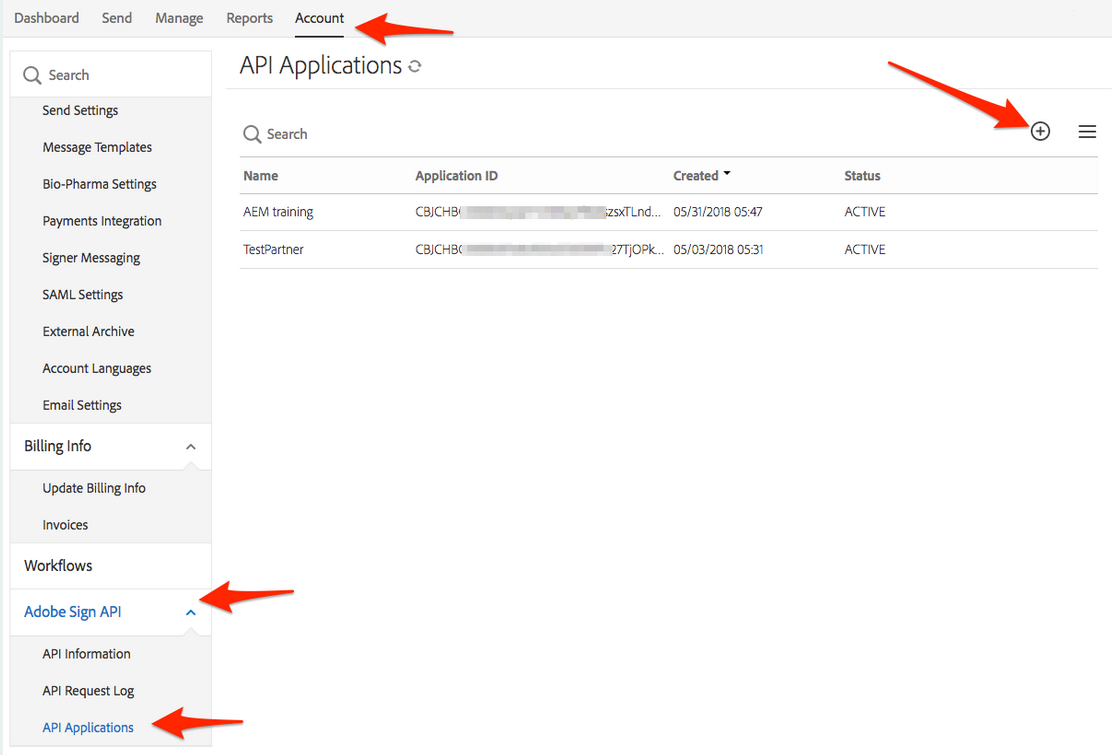 Dashboard Send Manage Reports Account
Search
Send Settings
Message Templates
Bio-Pharma Settings
Payments Integration
Signer Messaging
SAML Settings
External Archive
Account Languages
Email Settings
Billing Info
Update Billing Info
Invoices
Workflows
Adobe Sign API
API Information
API Request Log
API Applications
API Applications
Search
Name Application ID Created Status
AEM training CBJCHB szsxTLnd... 05/31/2018 05:47 ACTIVE
TestPartner CBJCHB 27TjOPk... 05/03/2018 05:31 ACTIVE